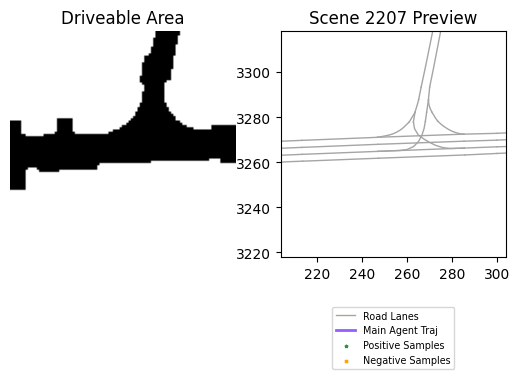 Driveable Area
Scene 2207 Preview
3300
3280
3260
3240
3220
220
240
260
280
300
Road Lanes
Main Agent Traj
Positive Samples
Negative Samples